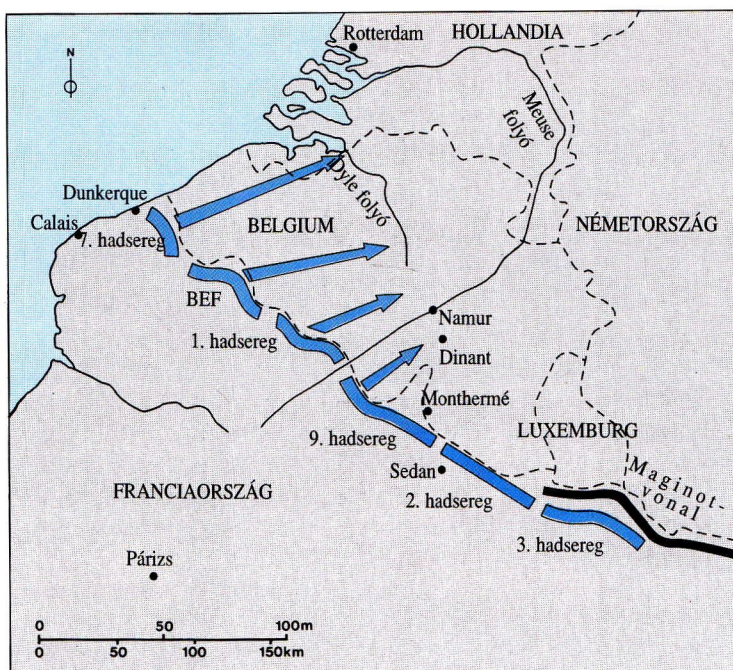 Rotterdam
HOLLANDIA
N
Meuse
folyó
Dyle folyó
Dunkerque
Calais
7. hadsereg
BELGIUM
NÉMETORSZÁG
BEF
1. hadsereg
Namur
Dinant
Monthermé
9. hadsereg
LUXEMBURG
Sedan
2. hadsereg
Maginot-
vonal
FRANCIAORSZÁG
3. hadsereg
Párizs
0 50 100m
0 50 100 150km